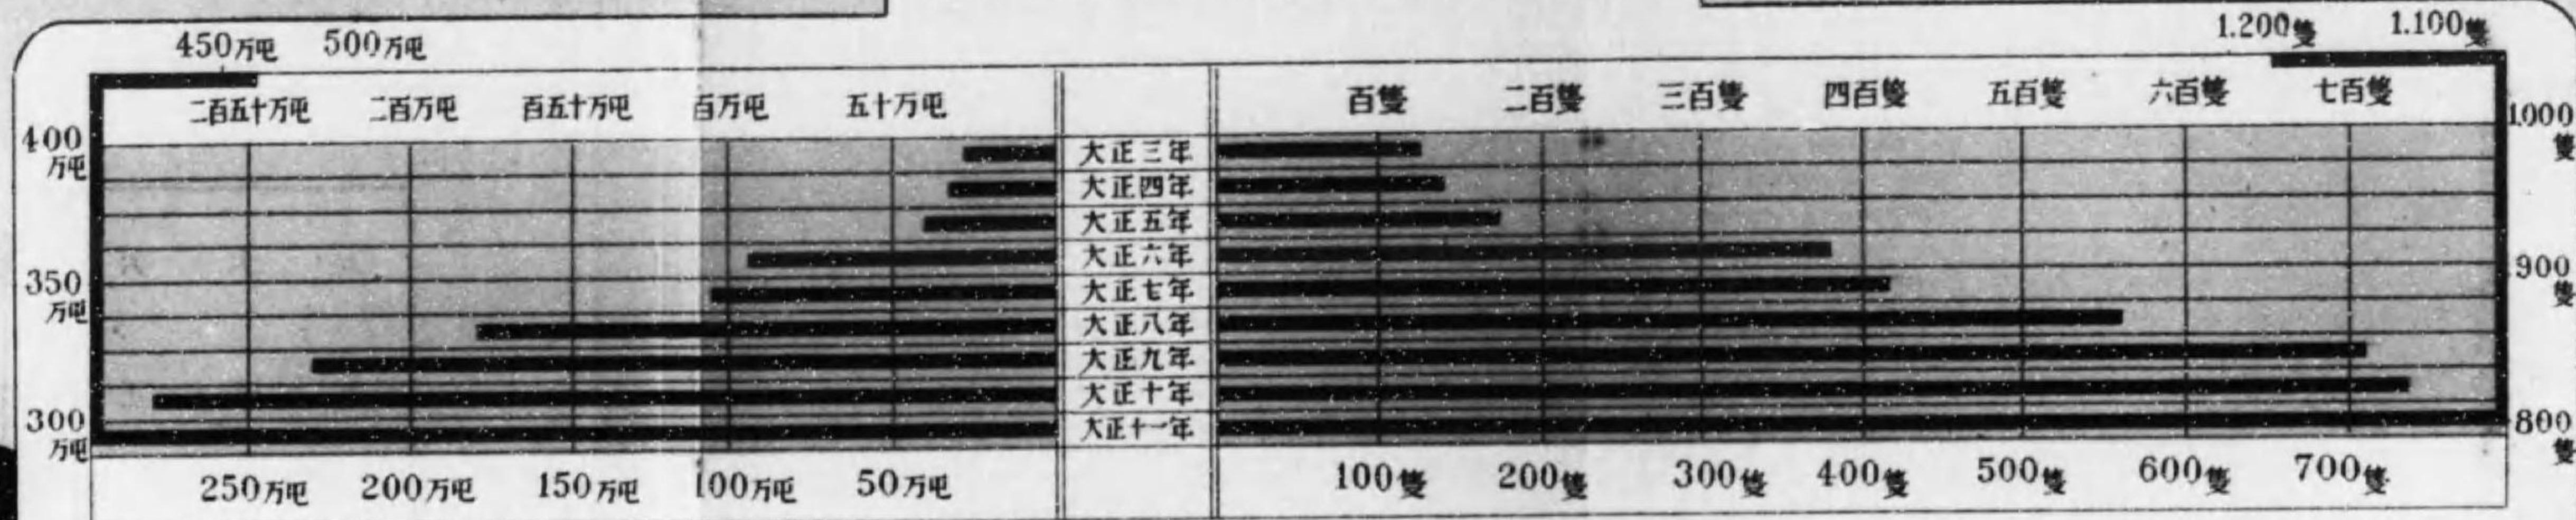 450万吨 500万吨 1.200隻 1.100隻
二百五十万吨 二百万吨 百五十万吨 百万吨 五十万吨 百隻 二百隻 三百隻 四百隻 五百隻 六百隻 七百隻
400万吨 1000隻
大正三年
大正四年
大正五年
大正六年
350万吨 900隻
大正七年
大正八年
大正九年
大正十年
300万吨 800隻
大正十一年
250万吨 200万吨 150万吨 100万吨 50万吨 100隻 200隻 300隻 400隻 500隻 600隻 700隻